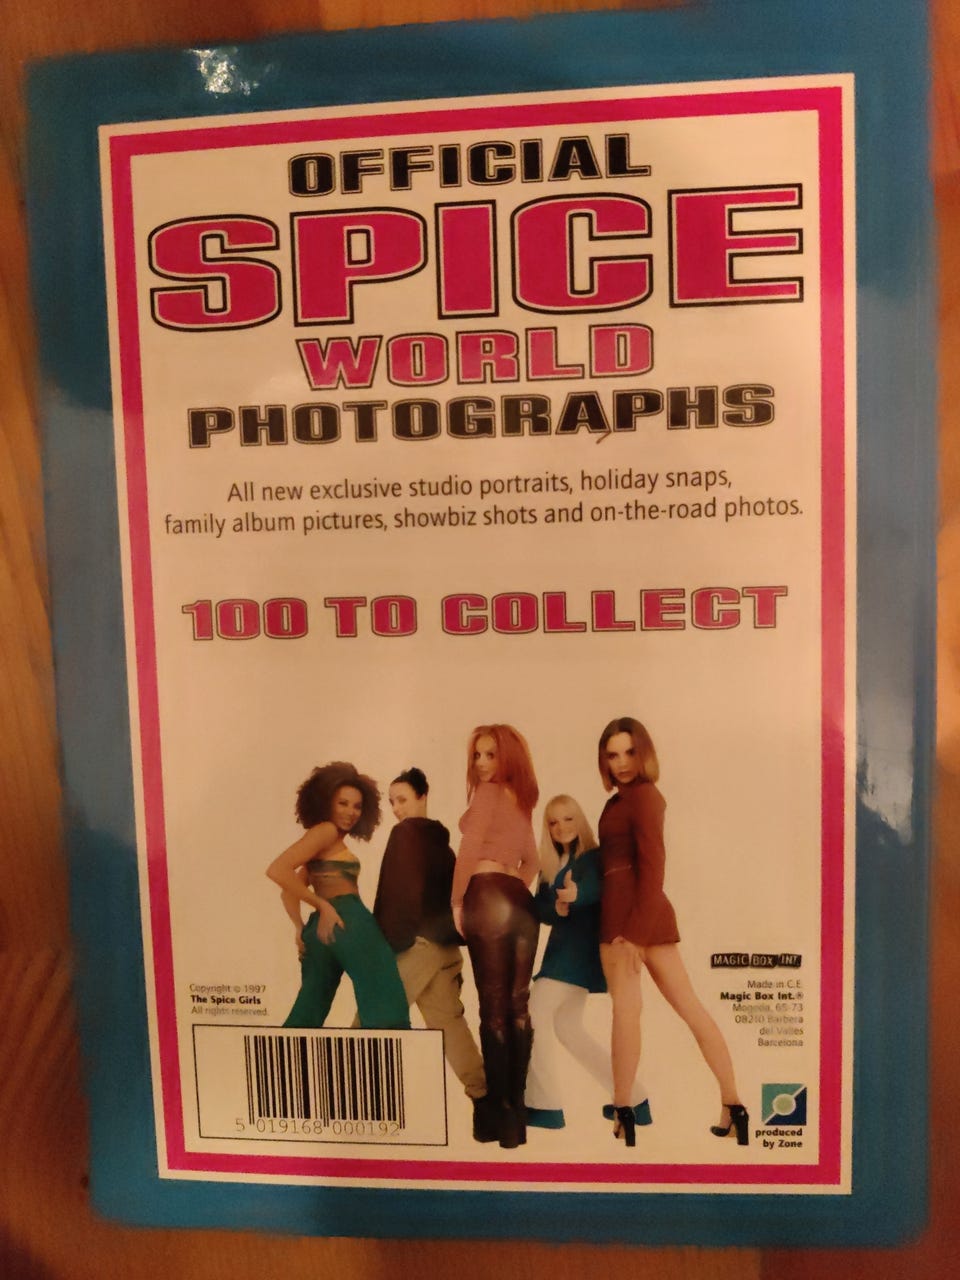 OFFICIAL
SPICE
WORLD
PHOTOGRAPHS
All new exclusive studio portraits, holiday snaps,
family album pictures, showbiz shots and on-the-road photos.
100 TO COLLECT
MAGIC BOX INT
Copyright © 1997
The Spice Girls
All rights reserved.
Made in C.E.
Magic Box Int.®
Mogoda, 65-73
08210 Barbera
del Valles
Barcelona
5 019168 000192
produced
by Zone